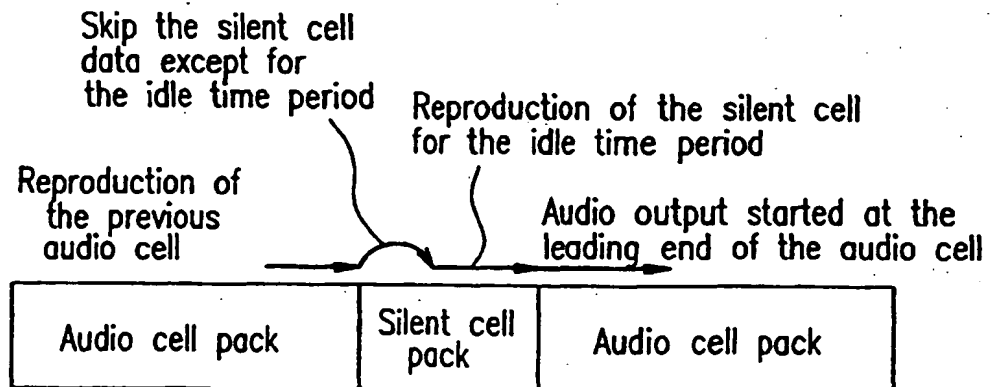 Skip the silent cell
data except for
the idle time period
Reproduction of the silent cell
for the idle time period
Reproduction of
the previous
audio cell
Audio output started at the
leading end of the audio cell
Audio cell pack
Silent cell
pack
Audio cell pack